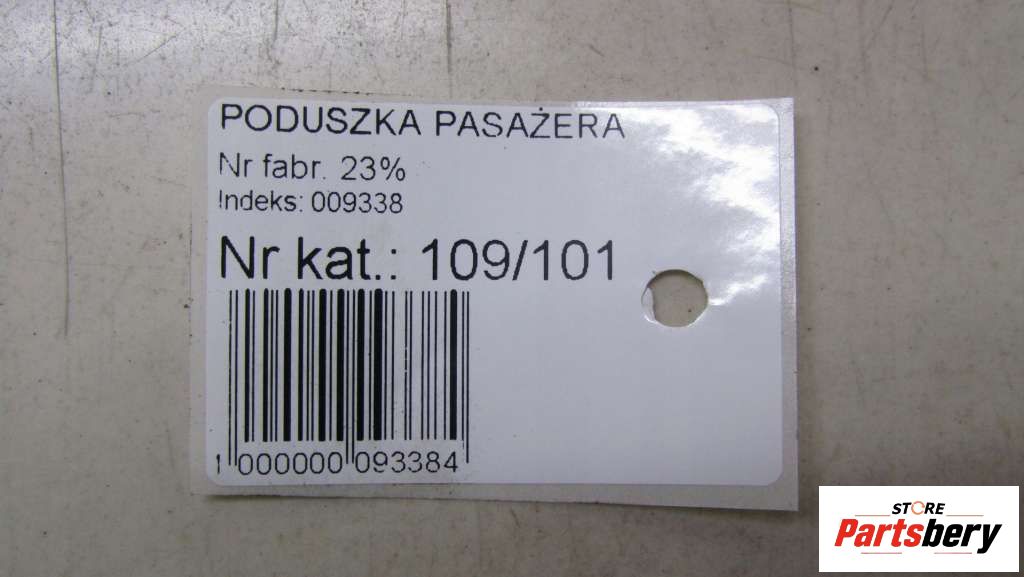 PODUSZKA PASAŻERA
Nr fabr. 23%
Indeks: 009338
Nr kat.: 109/101
1 000000 093384
STORE
Partsbery